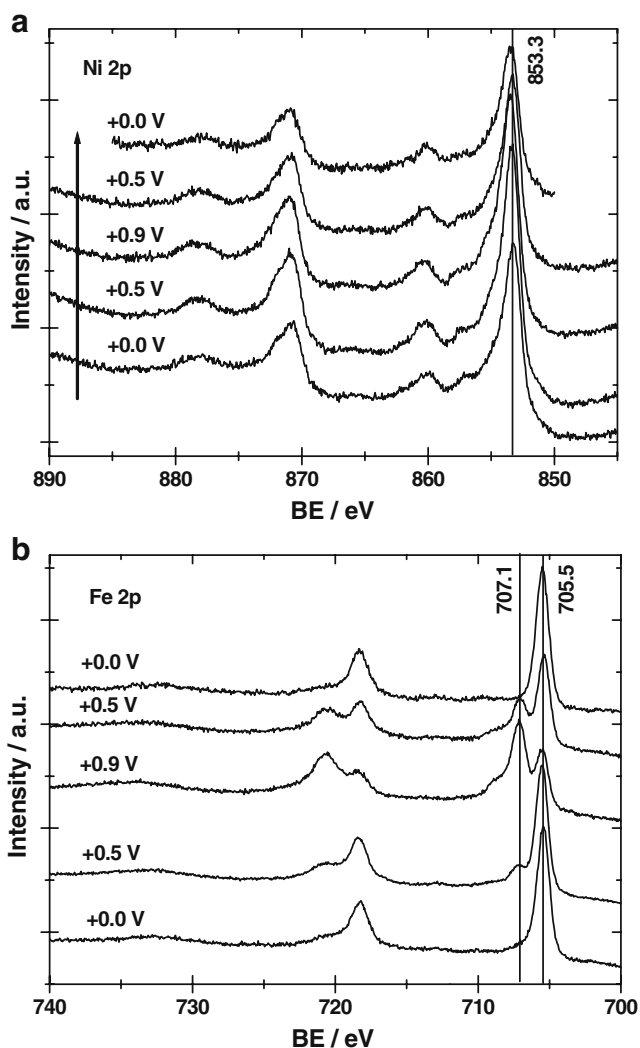 a
Ni 2p
853.3
+0.0 V
+0.5 V
+0.9 V
+0.5 V
+0.0 V
Intensity / a.u.
890 880 870 860 850
BE / eV
b
Fe 2p
707.1
705.5
+0.0 V
+0.5 V
+0.9 V
+0.5 V
+0.0 V
Intensity / a.u.
740 730 720 710 700
BE / eV